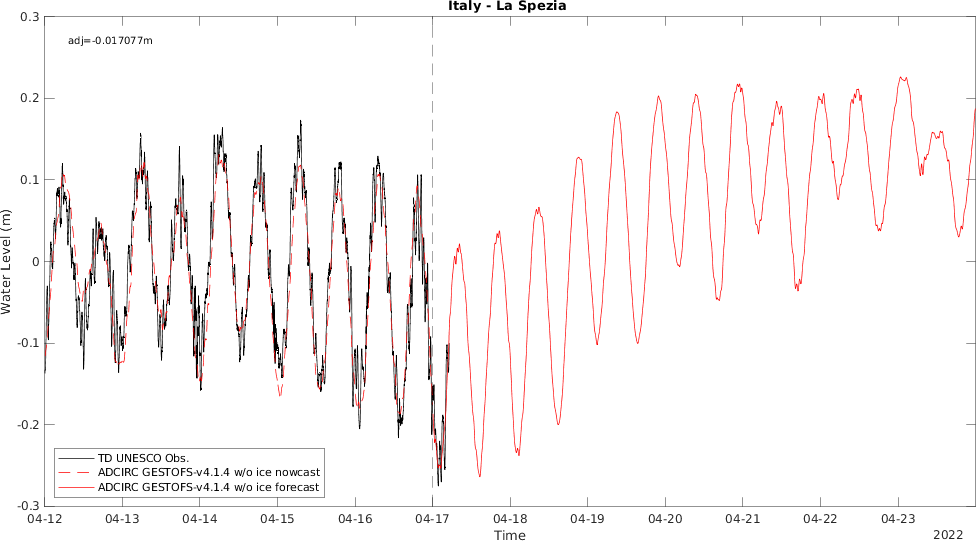 Italy - La Spezia
adj=-0.017077m
0.3
0.2
0.1
0
-0.1
-0.2
-0.3
Water Level (m)
TD UNESCO Obs.
ADCIRC GESTOFS-v4.1.4 w/o ice nowcast
ADCIRC GESTOFS-v4.1.4 w/o ice forecast
04-12 04-13 04-14 04-15 04-16 04-17 04-18 04-19 04-20 04-21 04-22 04-23
Time
2022